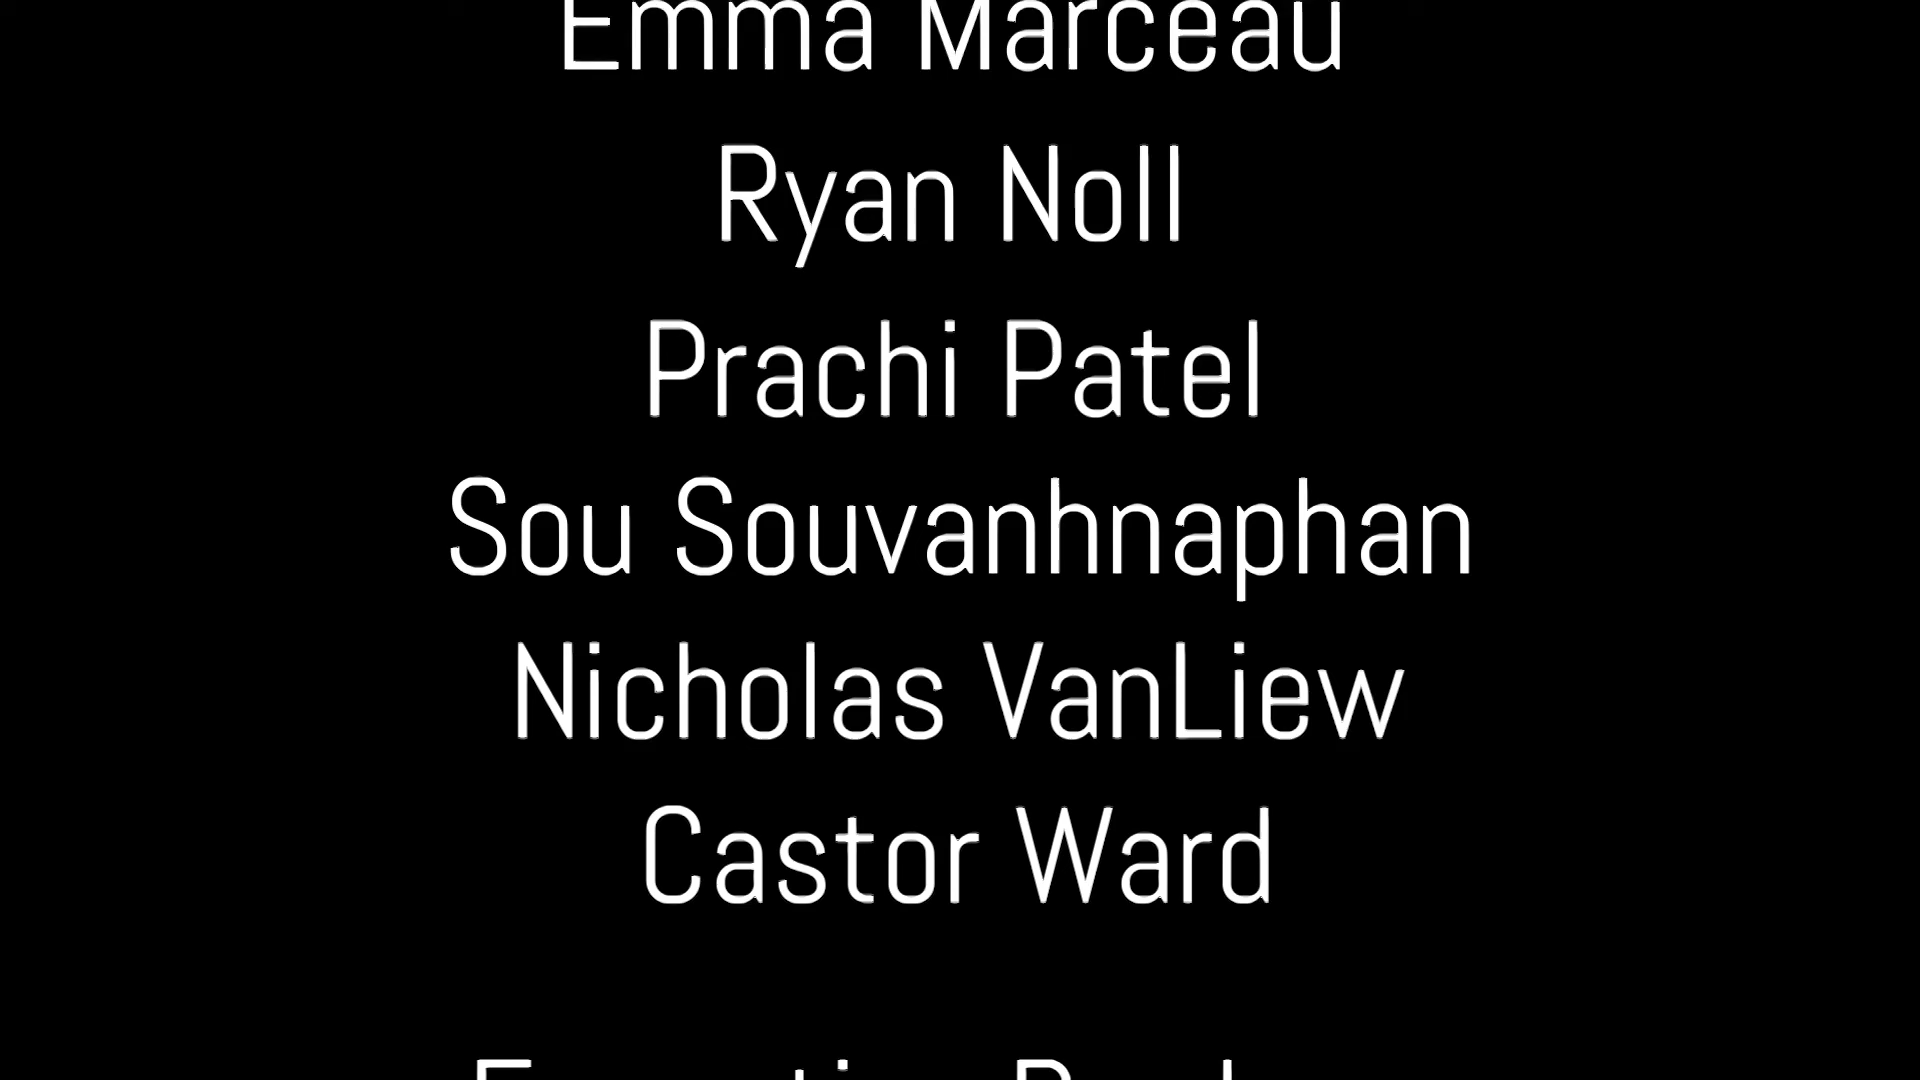 Emma Marceau
Ryan Noll
Prachi Patel
Sou Souvanhnaphan
Nicholas VanLiew
Castor Ward